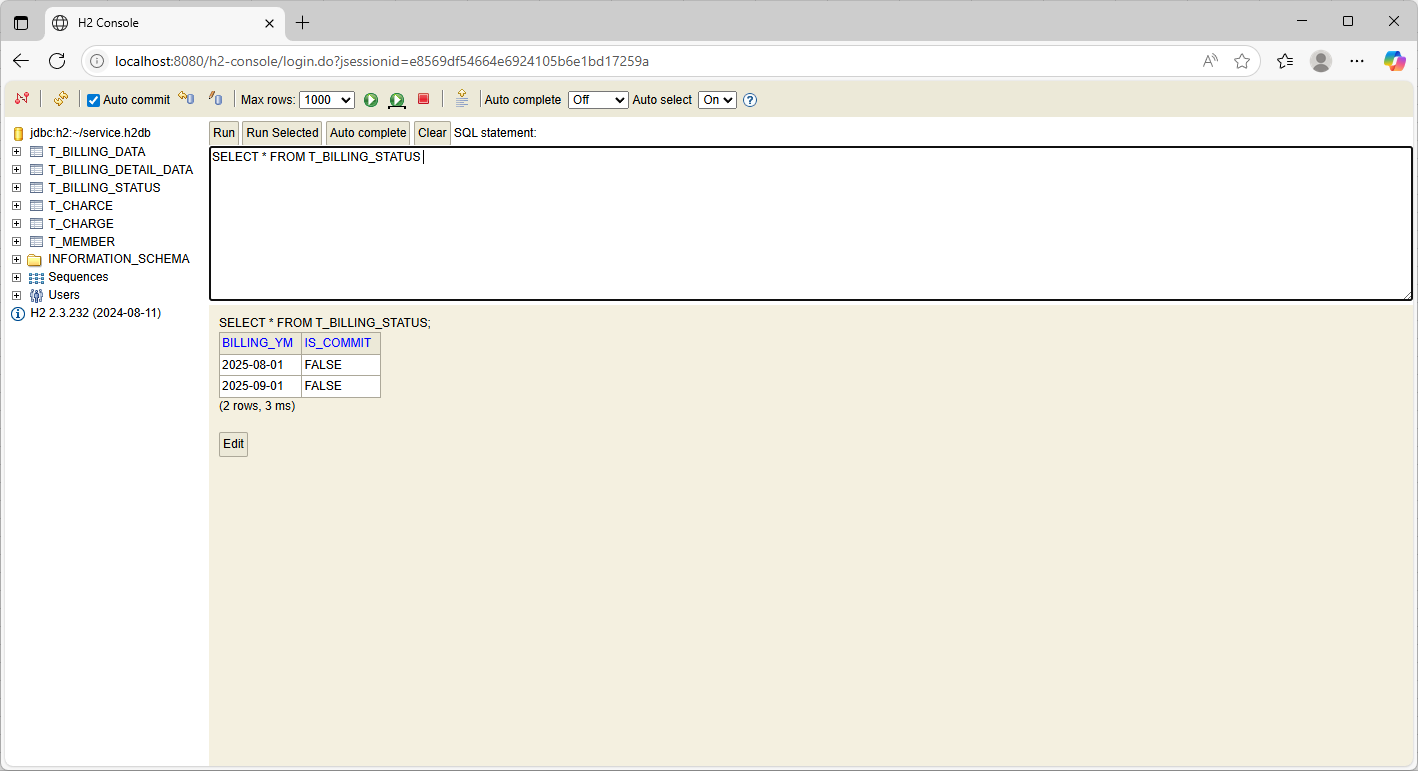 H2 Console
localhost:8080/h2-console/login.do?jsessionid=e8569df54664e6924105b6e1bd17259a
Auto commit Max rows: 1000 Auto complete Off Auto select On
jdbc:h2:~/service.h2db
T_BILLING_DATA
T_BILLING_DETAIL_DATA
T_BILLING_STATUS
T_CHARCE
T_CHARGE
T_MEMBER
INFORMATION_SCHEMA
Sequences
Users
H2 2.3.232 (2024-08-11)
Run Run Selected Auto complete Clear SQL statement:
SELECT * FROM T_BILLING_STATUS
SELECT * FROM T_BILLING_STATUS;
BILLING_YM IS_COMMIT
2025-08-01 FALSE
2025-09-01 FALSE
(2 rows, 3 ms)
Edit